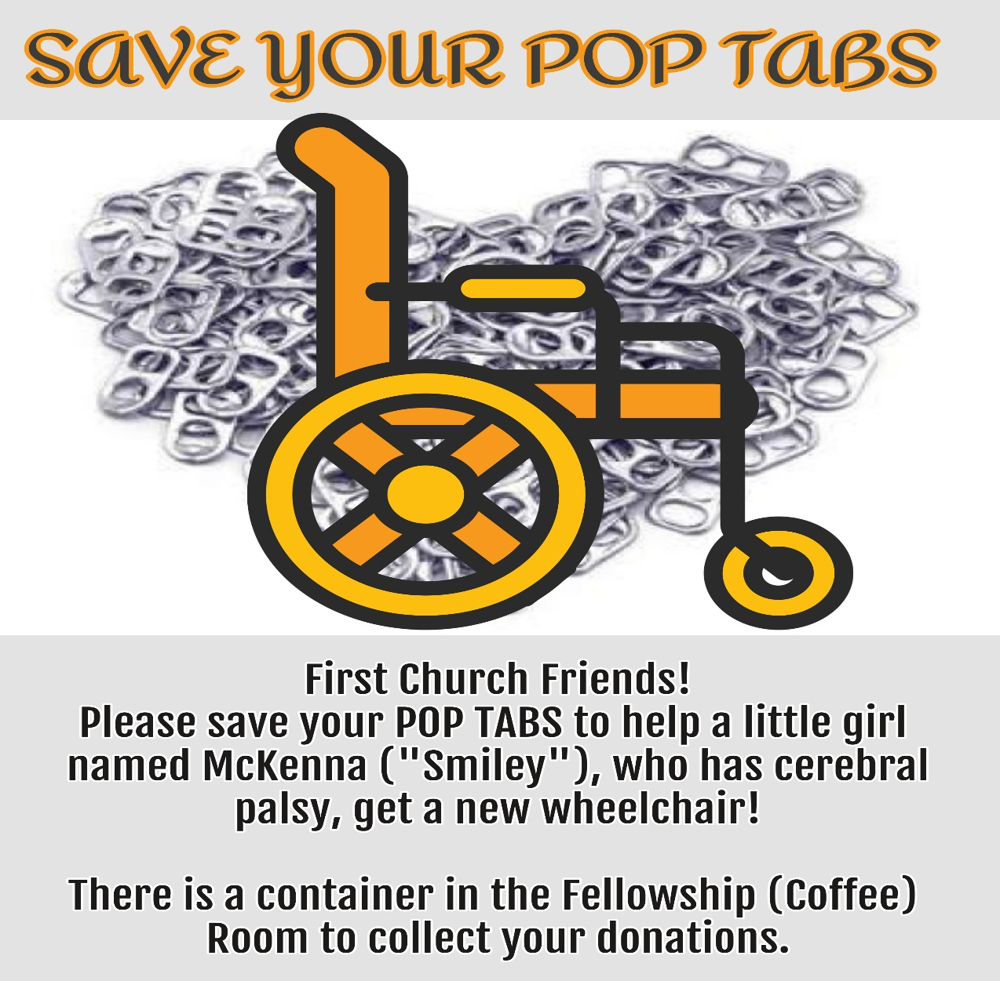 SAVE YOUR POP TABS
First Church Friends!
Please save your POP TABS to help a little girl
named McKenna ("Smiley"), who has cerebral
palsy, get a new wheelchair!
There is a container in the Fellowship (Coffee)
Room to collect your donations.